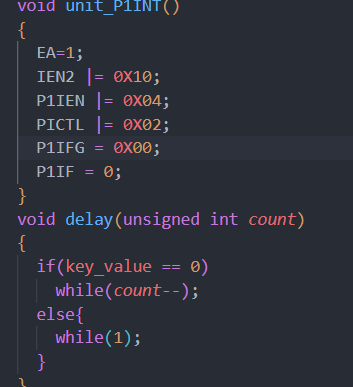 void unit_P1INT()
{
EA=1;
IEN2 |= 0X10;
P1IEN |= 0X04;
PICTL |= 0X02;
P1IFG = 0X00;
P1IF = 0;
}
void delay(unsigned int count)
{
if(key_value == 0)
while(count--);
else{
while(1);
}
}